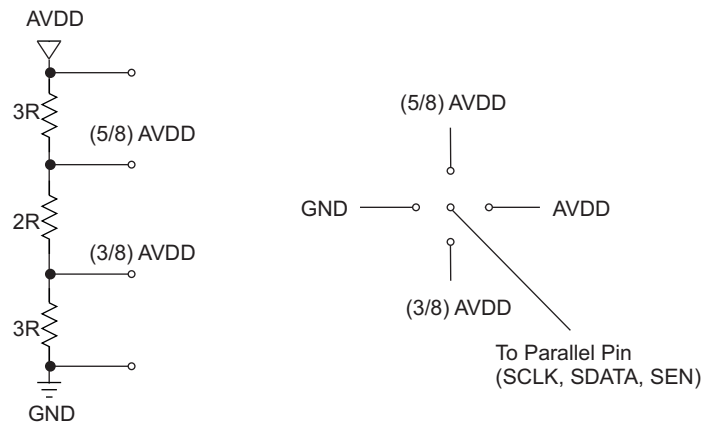 AVDD
3R
(5/8) AVDD
2R
(3/8) AVDD
3R
GND
(5/8) AVDD
GND
AVDD
(3/8) AVDD
To Parallel Pin
(SCLK, SDATA, SEN)